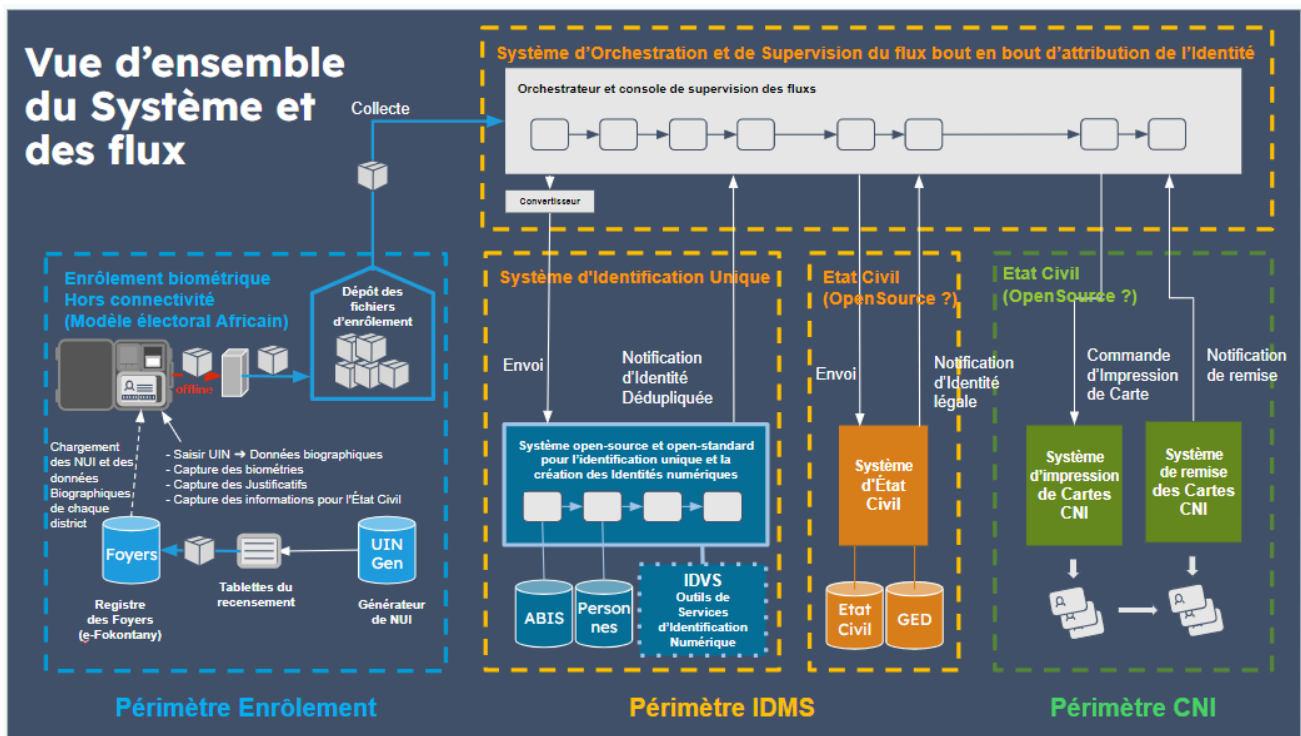 Vue d'ensemble
du Système et
des flux
Collecte
Système d'Orchestration et de Supervision du flux bout en bout d'attribution de l'Identité
Orchestrateur et console de supervision des fluxs
Convertisseur
Enrôlement biométrique
Hors connectivité
(Modèle électoral Africain)
Dépôt des
fichiers
d'enrôlement
offline
Chargement
des NUI et des
données
Biographiques
de chaque
district
- Saisir UIN ➔ Données biographiques
- Capture des biométries
- Capture des Justificatifs
- Capture des informations pour l'État Civil
Foyers
UIN
Gen
Registre
des Foyers
(e-Fokontany)
Tablettes du
recensement
Générateur
de NUI
Périmètre Enrôlement
Système d'Identification Unique
Envoi
Notification
d'Identité
Dédupliquée
Système open-source et open-standard
pour l'identification unique et la
création des Identités numériques
ABIS
Person
nes
IDVS
Outils de
Services
d'Identification
Numérique
Etat Civil
(OpenSource ?)
Envoi
Notification
d'Identité
légale
Système
d'État
Civil
Etat
Civil
GED
Périmètre IDMS
Etat Civil
(OpenSource ?)
Commande
d'Impression
de Carte
Notification
de remise
Système
d'impression
de Cartes
CNI
Système
de remise
des Cartes
CNI
Périmètre CNI